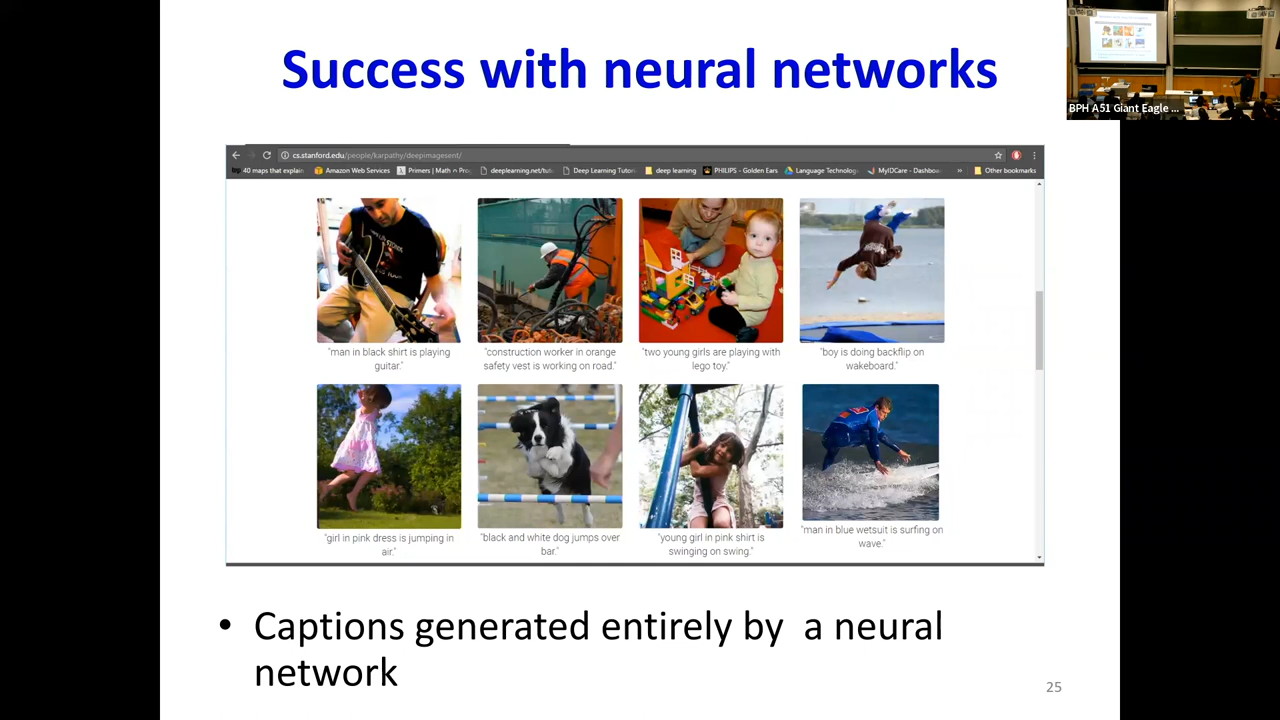 Success with neural networks
BPH A51 Giant Eagle ...
cs.stanford.edu/people/karpathy/deepimagesent/
40 maps that explain
Amazon Web Services
Primers | Math ∩ Prog
deeplearning.net/tut
Deep Learning Tutori
deep learning
PHILIPS - Golden Ears
Language Technolog
MyIDCare - Dashboa
»
Other bookmarks
"man in black shirt is playing
guitar."
"construction worker in orange
safety vest is working on road."
"two young girls are playing with
lego toy."
"boy is doing backflip on
wakeboard."
"girl in pink dress is jumping in
air."
"black and white dog jumps over
bar."
"young girl in pink shirt is
swinging on swing."
"man in blue wetsuit is surfing on
wave."
• Captions generated entirely by a neural
network
25